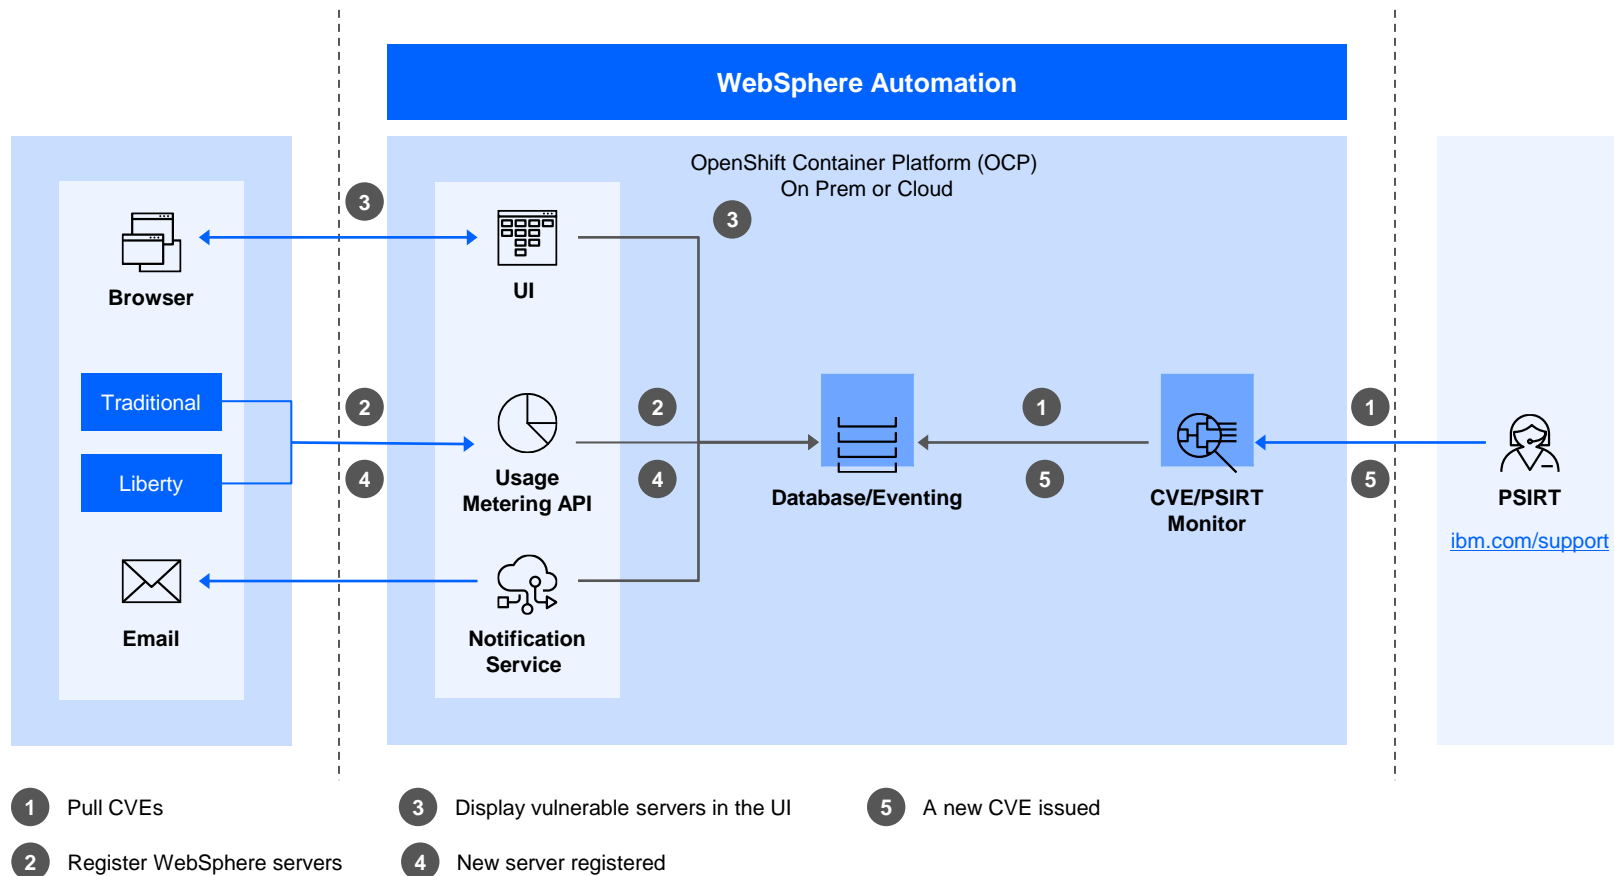 WebSphere Automation
OpenShift Container Platform (OCP)
On Prem or Cloud
3
3
Browser
UI
Traditional
Liberty
2
4
Usage
Metering API
2
4
Database/Eventing
1
5
CVE/PSIRT
Monitor
1
5
PSIRT
ibm.com/support
Email
Notification
Service
1 Pull CVEs
3 Display vulnerable servers in the UI
5 A new CVE issued
2 Register WebSphere servers
4 New server registered